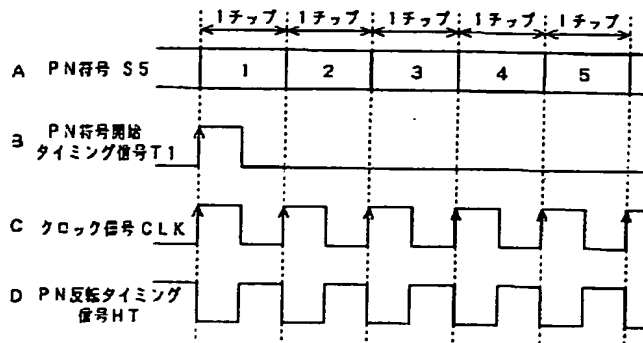 1チップ 1チップ 1チップ 1チップ 1チップ
A PN符号 S5 1 2 3 4 5
B PN符号開始
タイミング信号T1
C クロック信号CLK
D PN反転タイミング
信号HT